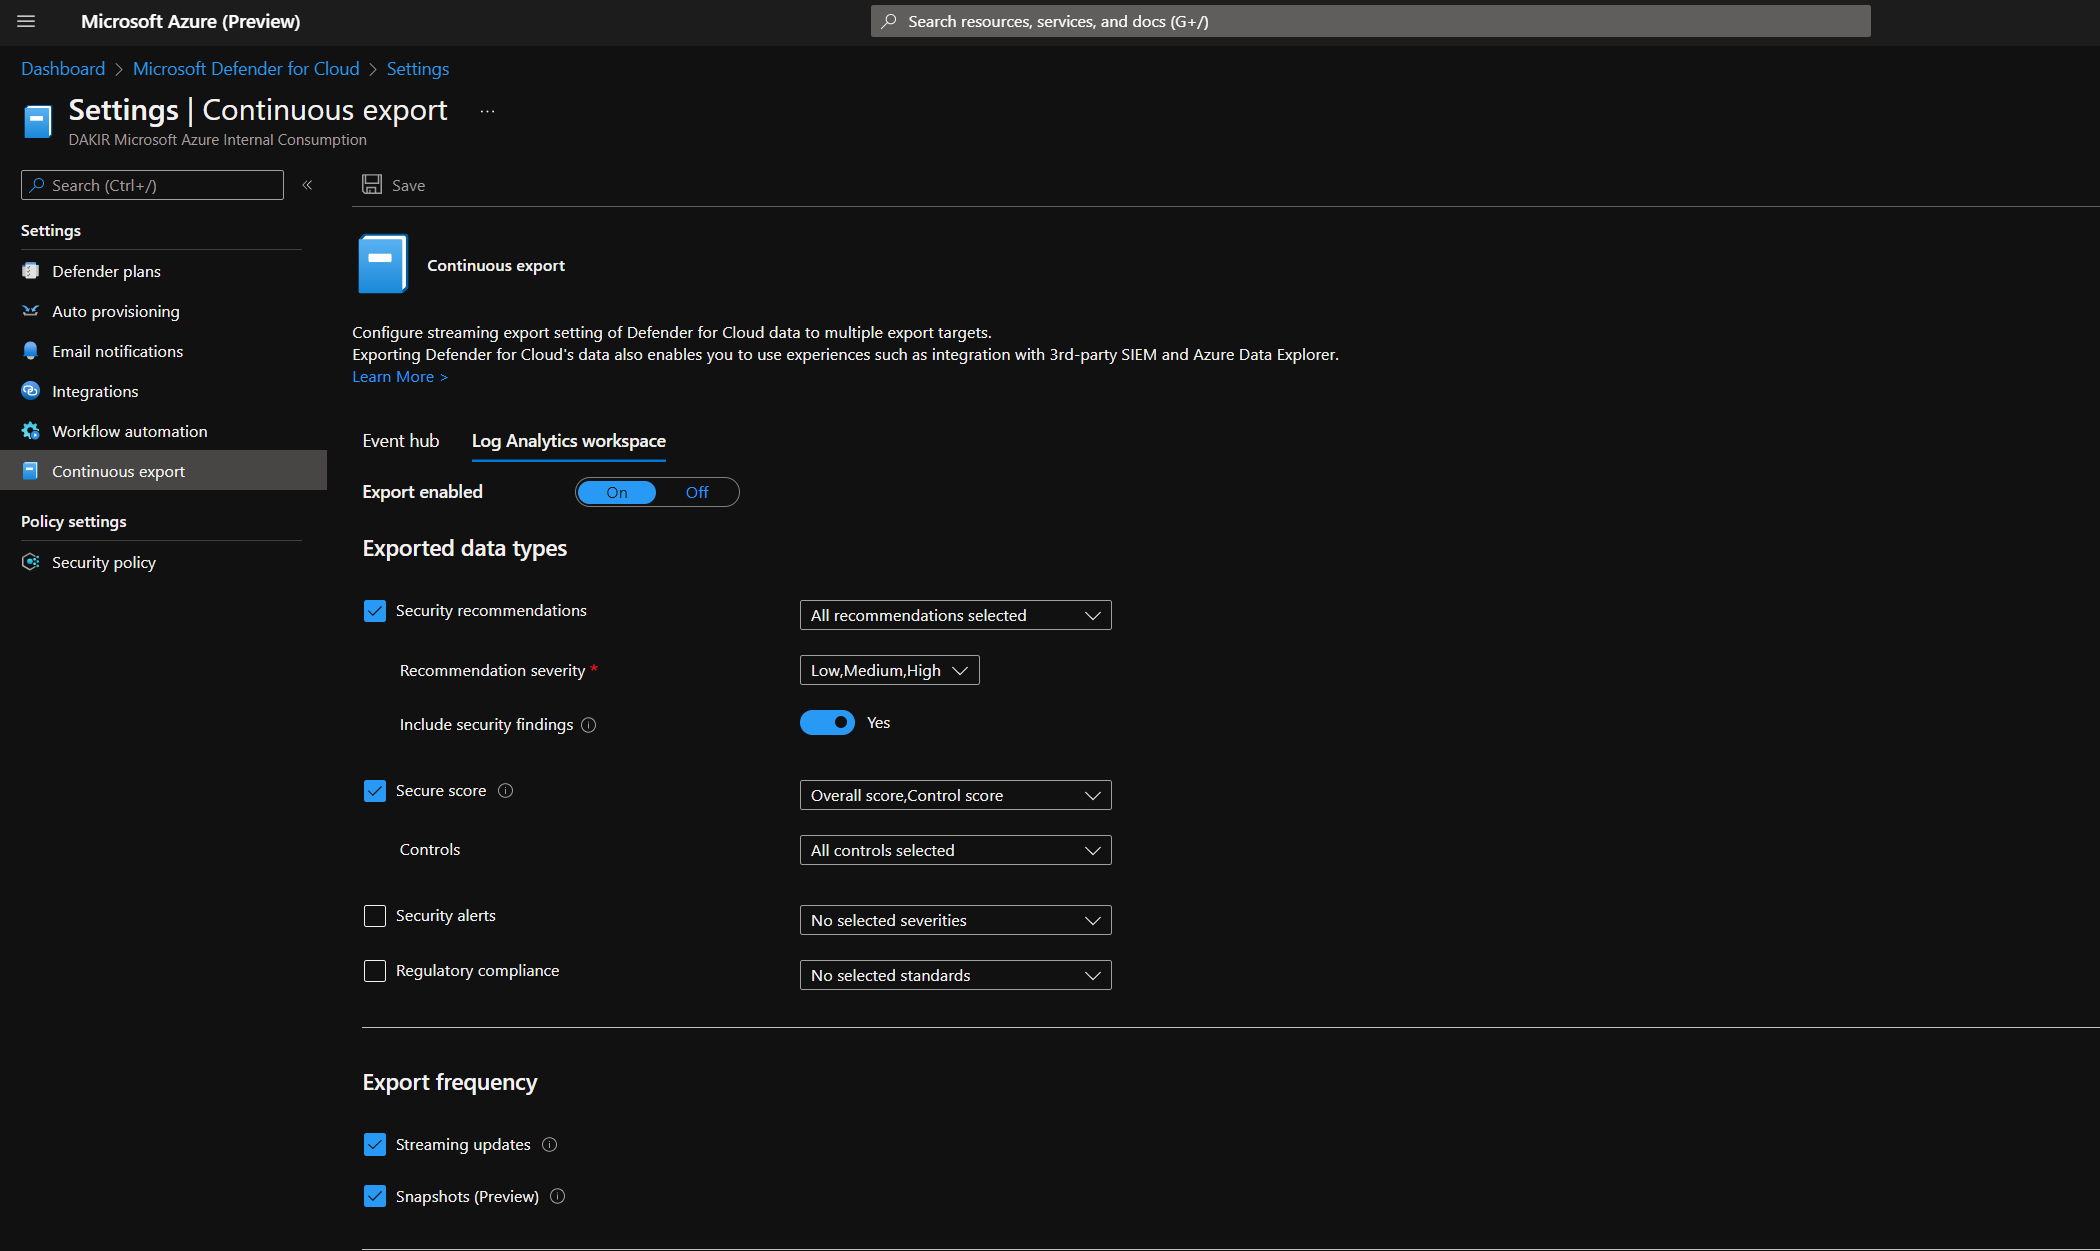 Microsoft Azure (Preview)
Search resources, services, and docs (G+/)
Dashboard > Microsoft Defender for Cloud > Settings
Settings | Continuous export ...
DAKIR Microsoft Azure Internal Consumption
Search (Ctrl+/)
«
Save
Settings
Defender plans
Auto provisioning
Email notifications
Integrations
Workflow automation
Continuous export
Policy settings
Security policy
Continuous export
Configure streaming export setting of Defender for Cloud data to multiple export targets.
Exporting Defender for Cloud's data also enables you to use experiences such as integration with 3rd-party SIEM and Azure Data Explorer.
Learn More >
Event hub Log Analytics workspace
Export enabled On Off
Exported data types
Security recommendations All recommendations selected
Recommendation severity * Low,Medium,High
Include security findings Yes
Secure score Overall score,Control score
Controls All controls selected
Security alerts No selected severities
Regulatory compliance No selected standards
Export frequency
Streaming updates
Snapshots (Preview)